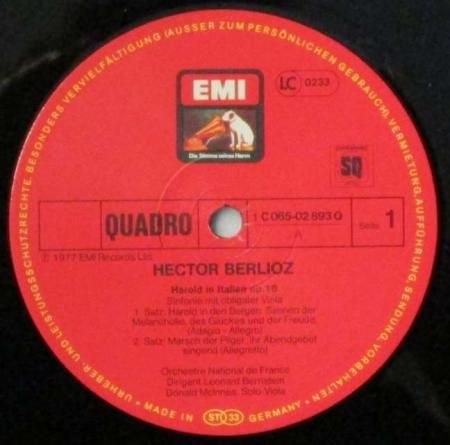 URHEBER- UND LEISTUNGSSCHUTZRECHTE, BESONDERS VERVIELFÄLTIGUNG (AUSSER ZUM PERSÖNLICHEN GEBRAUCH), VERMIETUNG, AUFFÜHRUNG, SENDUNG, VORBEHALTEN •
EMI
LC 0233
Die Stimme seines Herrn
SQ
QUADRO
1 C 065-02 893 Q
A
Seite 1
Ⓟ 1977 EMI Records Ltd.
HECTOR BERLIOZ
Harold in Italien op.16
Sinfonie mit obligater Viola
1. Satz: Harold in den Bergen: Szenen der
Melancholie, des Glückes und der Freude
(Adagio - Allegro)
2. Satz: Marsch der Pilger, ihr Abendgebet
singend (Allegretto)
Orchestre National de France
Dirigent Leonard Bernstein
Donald McInnes, Solo-Viola
• MADE IN GERMANY •
ST 33